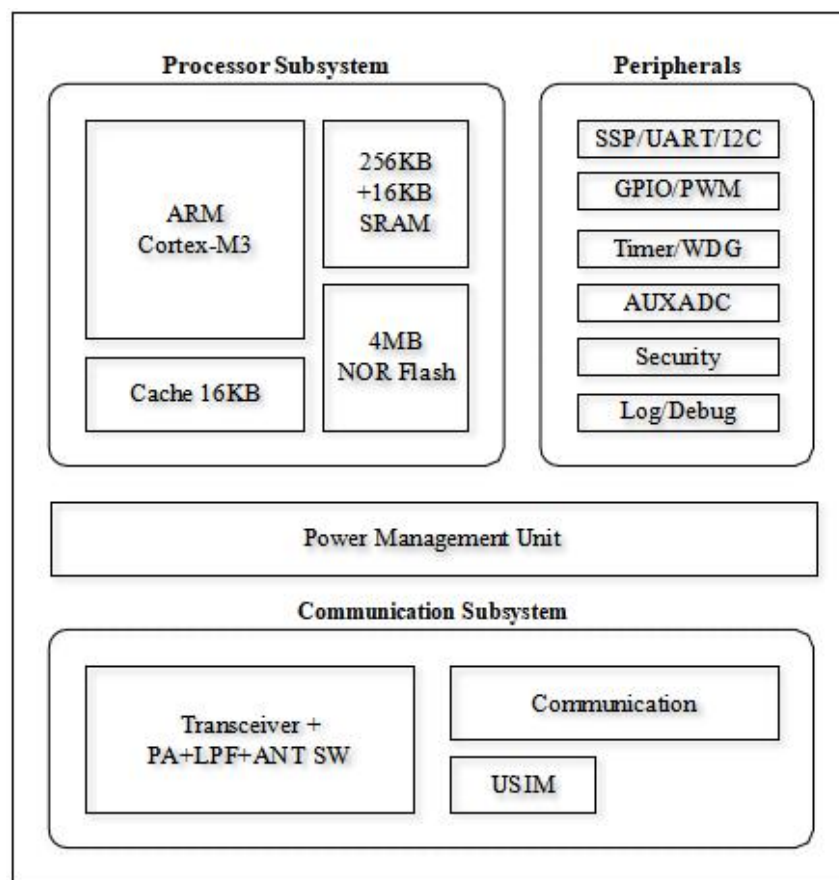 Processor Subsystem
ARM
Cortex-M3
256KB
+16KB
SRAM
Cache 16KB
4MB
NOR Flash
Peripherals
SSP/UART/I2C
GPIO/PWM
Timer/WDG
AUXADC
Security
Log/Debug
Power Management Unit
Communication Subsystem
Transceiver +
PA+LPF+ANT SW
Communication
USIM